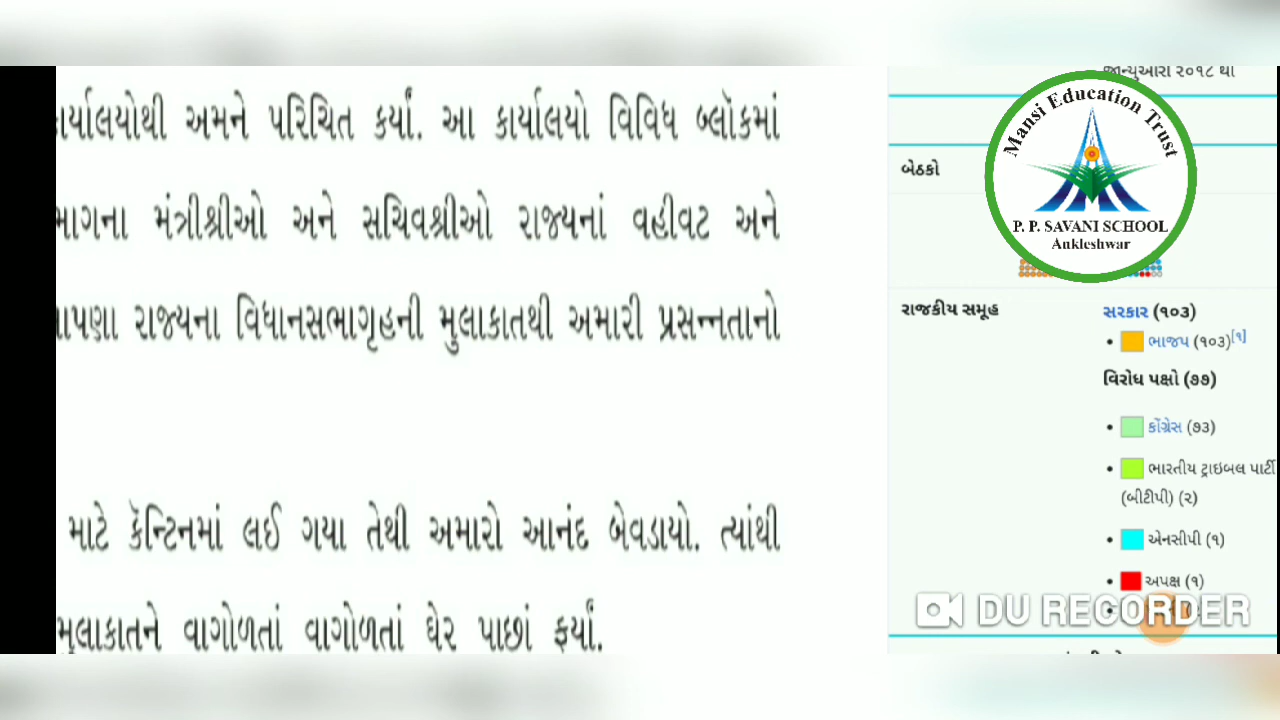 કાર્યાલયોથી અમને પરિચિત કર્યાં. આ કાર્યાલયો વિવિધ બ્લૉકમાં
મંત્રીશ્રીઓ અને સચિવશ્રીઓ રાજ્યનાં વહીવટ અને
રાજ્યના વિધાનસભાગૃહની મુલાકાતથી અમારી પ્રસન્નતાનો
માટે કૅન્ટિનમાં લઈ ગયા તેથી અમારો આનંદ બેવડાયો. ત્યાંથી
મુલાકાતને વાગોળતાં વાગોળતાં ઘેર પાછાં ફર્યાં.
જાન્યુઆરી ૨૦૧૮ થી
Mansi Education Trust
P. P. SAVANI SCHOOL
Ankleshwar
બેઠકો
રાજકીય સમૂહ
સરકાર (૧૦૩)
• ભાજપ (૧૦૩)[૧]
વિરોધ પક્ષો (૭૭)
• કોંગ્રેસ (૭૩)
• ભારતીય ટ્રાઇબલ પાર્ટી
(બીટીપી) (૨)
• એનસીપી (૧)
• અપક્ષ (૧)
DU RECORDER